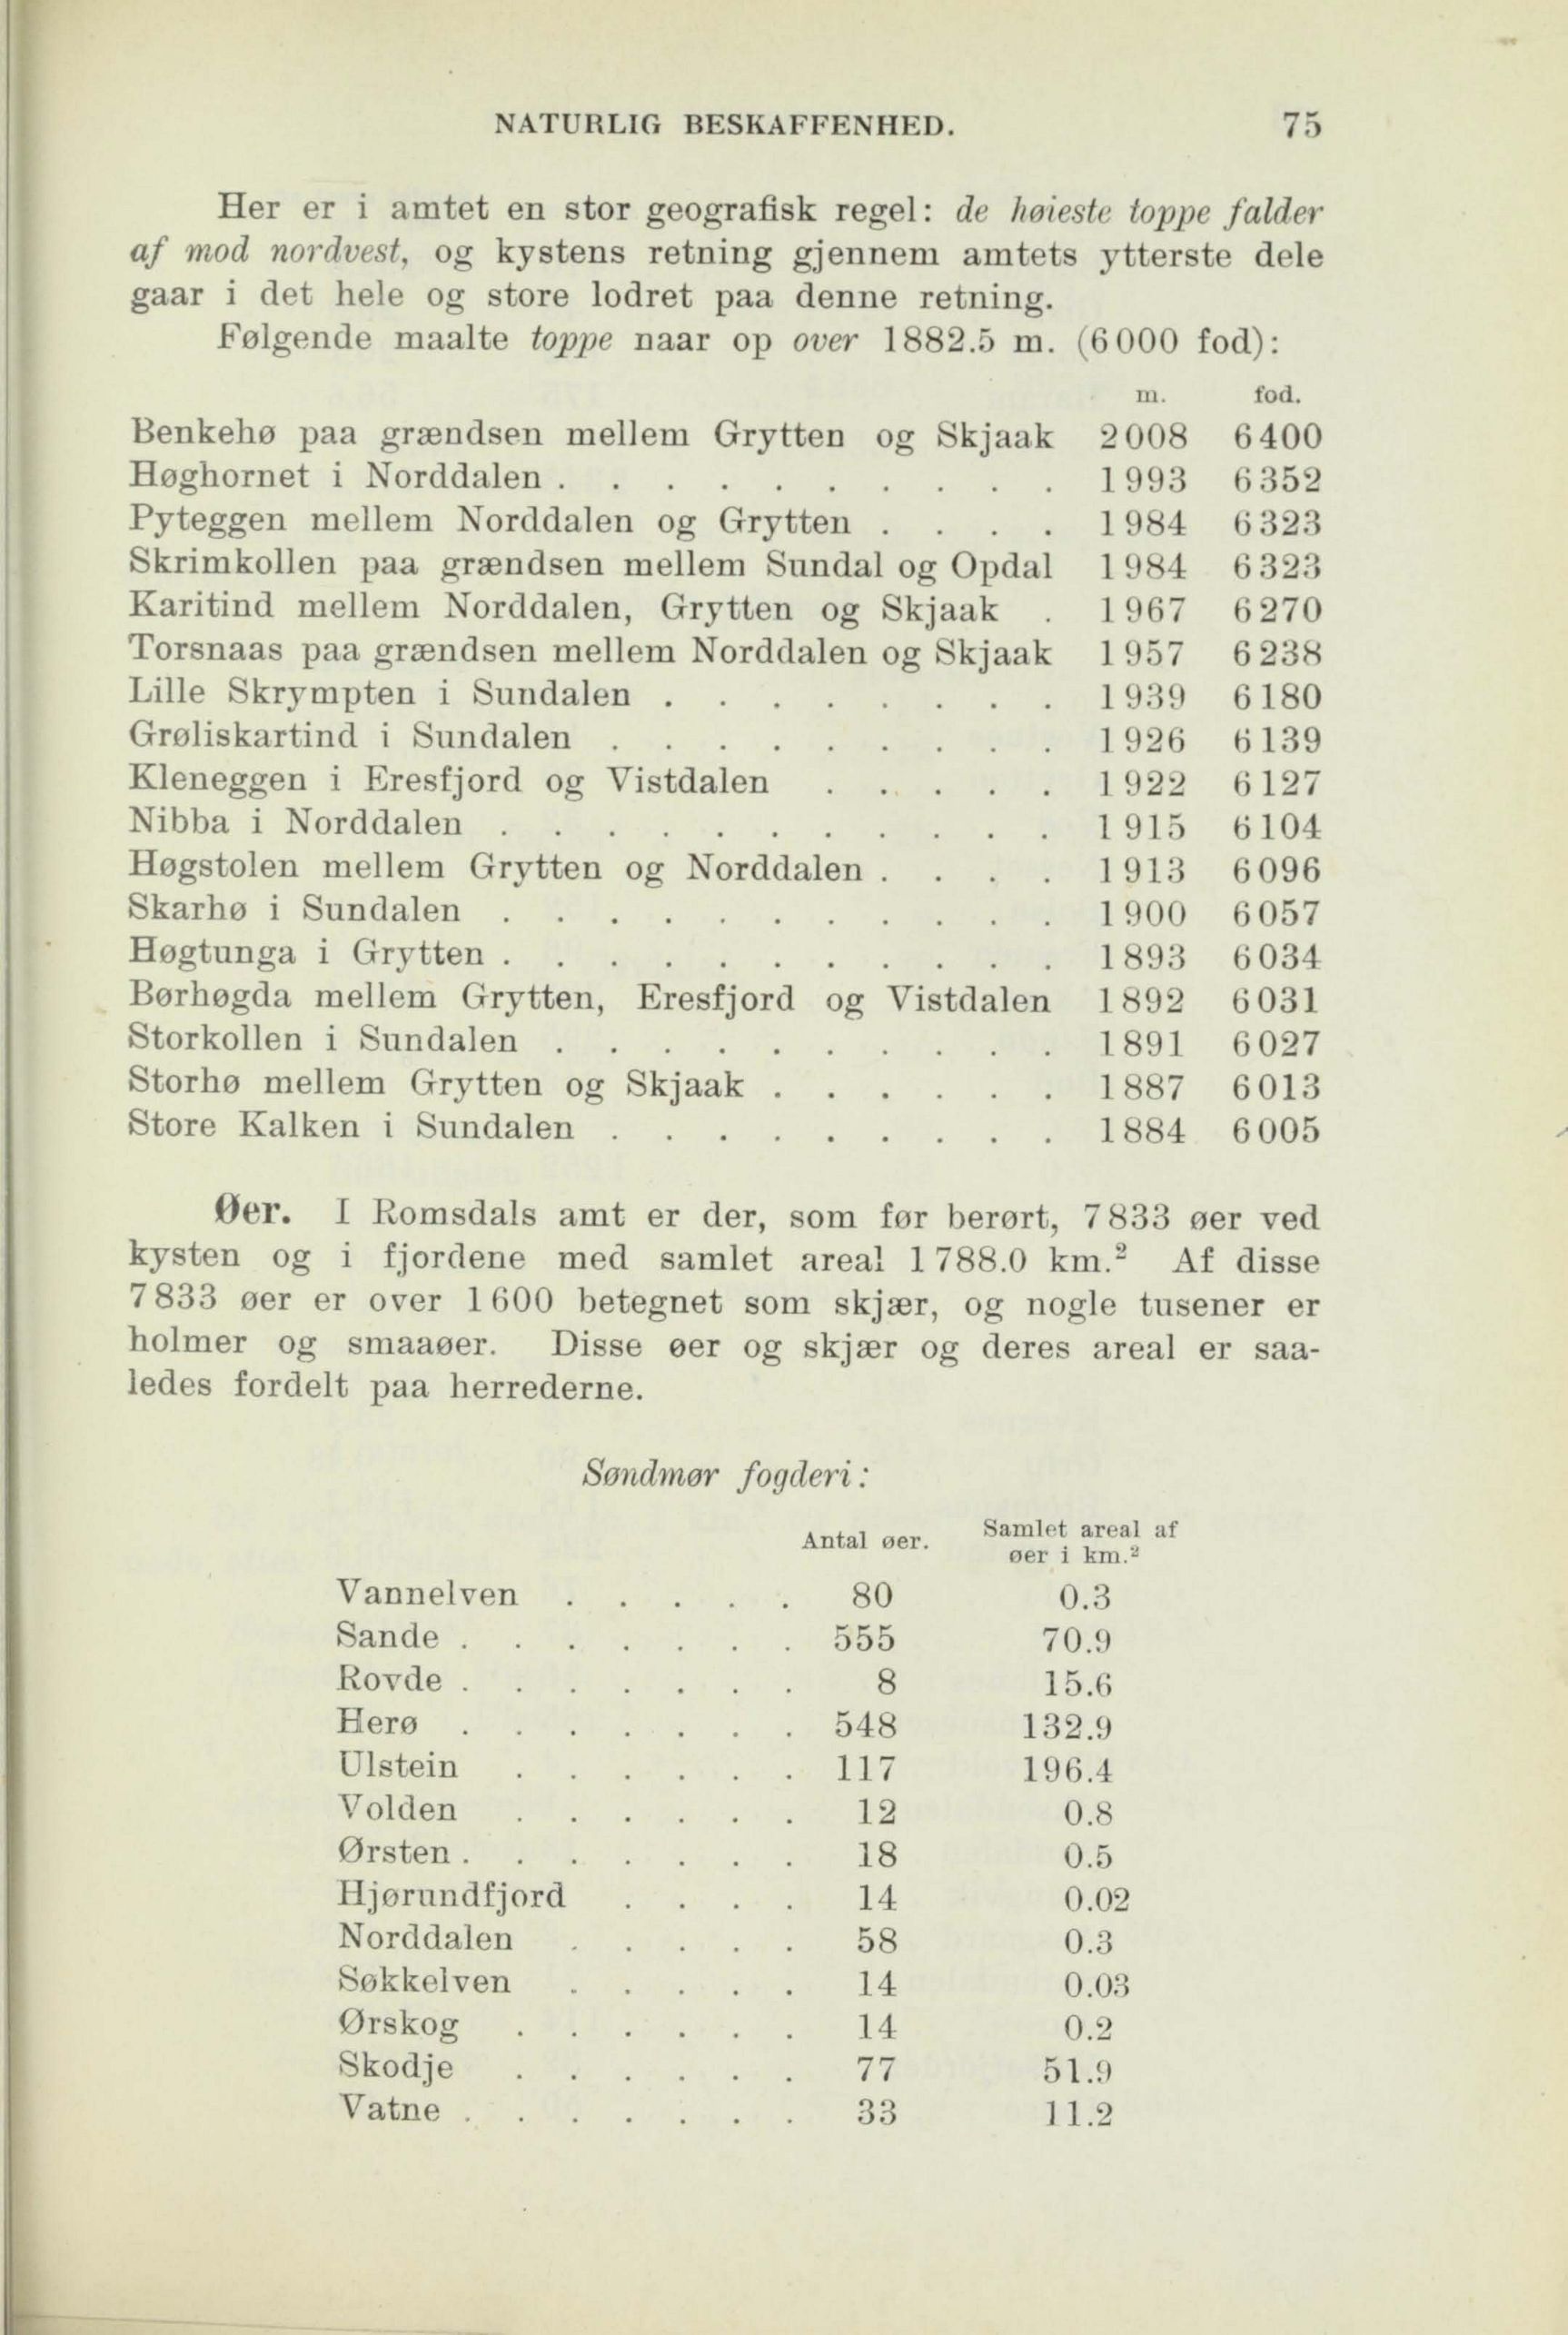 NATURLIG BESKAFFENHED. 75
Her er i amtet en stor geografisk regel: de høieste toppe falder
af mod nordvest, og kystens retning gjennem amtets ytterste dele
gaar i det hele og store lodret paa denne retning.
Følgende maalte toppe naar op over 1882.5 m. (6000 fod):
m. fod.
Benkehø paa grændsen mellem Grytten og Skjaak 2008 6400
Høghornet i Norddalen . . . . . . . . . . 1993 6352
Pyteggen mellem Norddalen og Grytten . . . . 1984 6323
Skrimkollen paa grændsen mellem Sundal og Opdal 1984 6323
Karitind mellem Norddalen, Grytten og Skjaak . 1967 6270
Torsnaas paa grændsen mellem Norddalen og Skjaak 1957 6238
Lille Skrympten i Sundalen . . . . . . . . 1939 6180
Grøliskartind i Sundalen . . . . . . . . . 1926 6139
Kleneggen i Eresfjord og Vistdalen . . . . . 1922 6127
Nibba i Norddalen . . . . . . . . . . . 1915 6104
Høgstolen mellem Grytten og Norddalen . . . . 1913 6096
Skarhø i Sundalen . . . . . . . . . . . 1900 6057
Høgtunga i Grytten . . . . . . . . . . . 1893 6034
Børhøgda mellem Grytten, Eresfjord og Vistdalen 1892 6031
Storkollen i Sundalen . . . . . . . . . . 1891 6027
Storhø mellem Grytten og Skjaak . . . . . . 1887 6013
Store Kalken i Sundalen . . . . . . . . . 1884 6005
Øer. I Romsdals amt er der, som før berørt, 7833 øer ved
kysten og i fjordene med samlet areal 1788.0 km.² Af disse
7833 øer er over 1600 betegnet som skjær, og nogle tusener er
holmer og smaaøer. Disse øer og skjær og deres areal er saa-
ledes fordelt paa herrederne.
Søndmør fogderi:
Antal øer. Samlet areal af
øer i km.²
Vannelven . . . . . 80 0.3
Sande . . . . . . . 555 70.9
Rovde . . . . . . . 8 15.6
Herø . . . . . . . 548 132.9
Ulstein . . . . . . 117 196.4
Volden . . . . . . 12 0.8
Ørsten . . . . . . . 18 0.5
Hjørundfjord . . . . 14 0.02
Norddalen . . . . . 58 0.3
Søkkelven . . . . . 14 0.03
Ørskog . . . . . . 14 0.2
Skodje . . . . . . 77 51.9
Vatne . . . . . . . 33 11.2